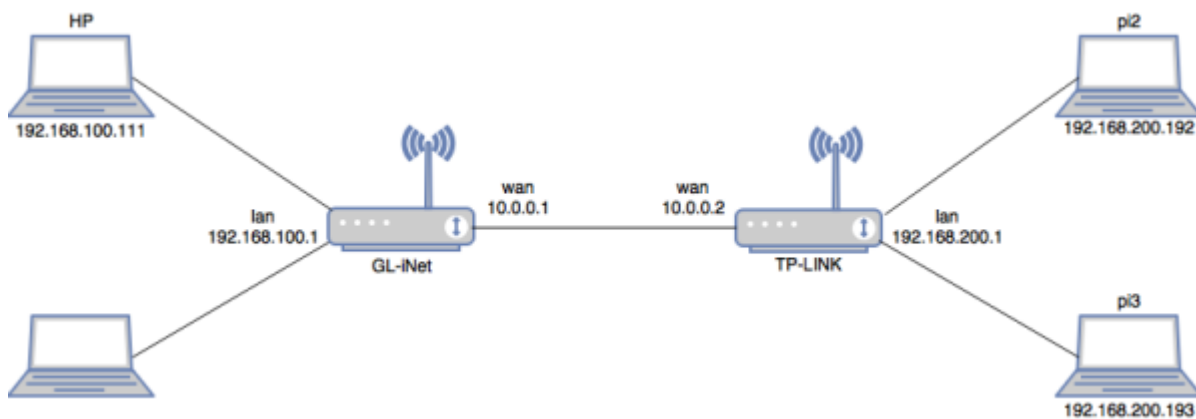 HP
192.168.100.111
lan
192.168.100.1
GL-iNet
wan
10.0.0.1
wan
10.0.0.2
TP-LINK
lan
192.168.200.1
pi2
192.168.200.192
pi3
192.168.200.193